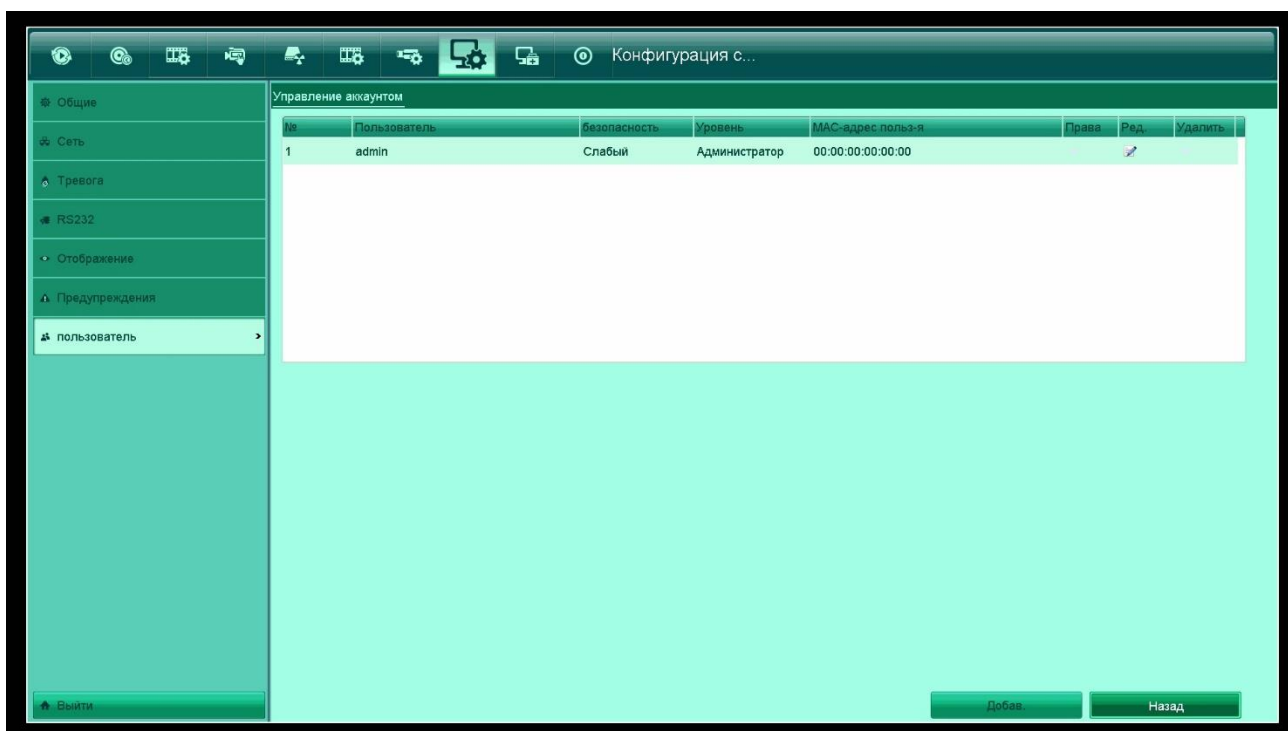 Конфигурация с...
Общие
Сеть
Тревога
RS232
Отображение
Предупреждения
пользователь
Выйти
Управление аккаунтом
№ Пользователь безопасность Уровень MAC-адрес польз-я Права Ред. Удалить
1 admin Слабый Администратор 00:00:00:00:00:00
Добав. Назад